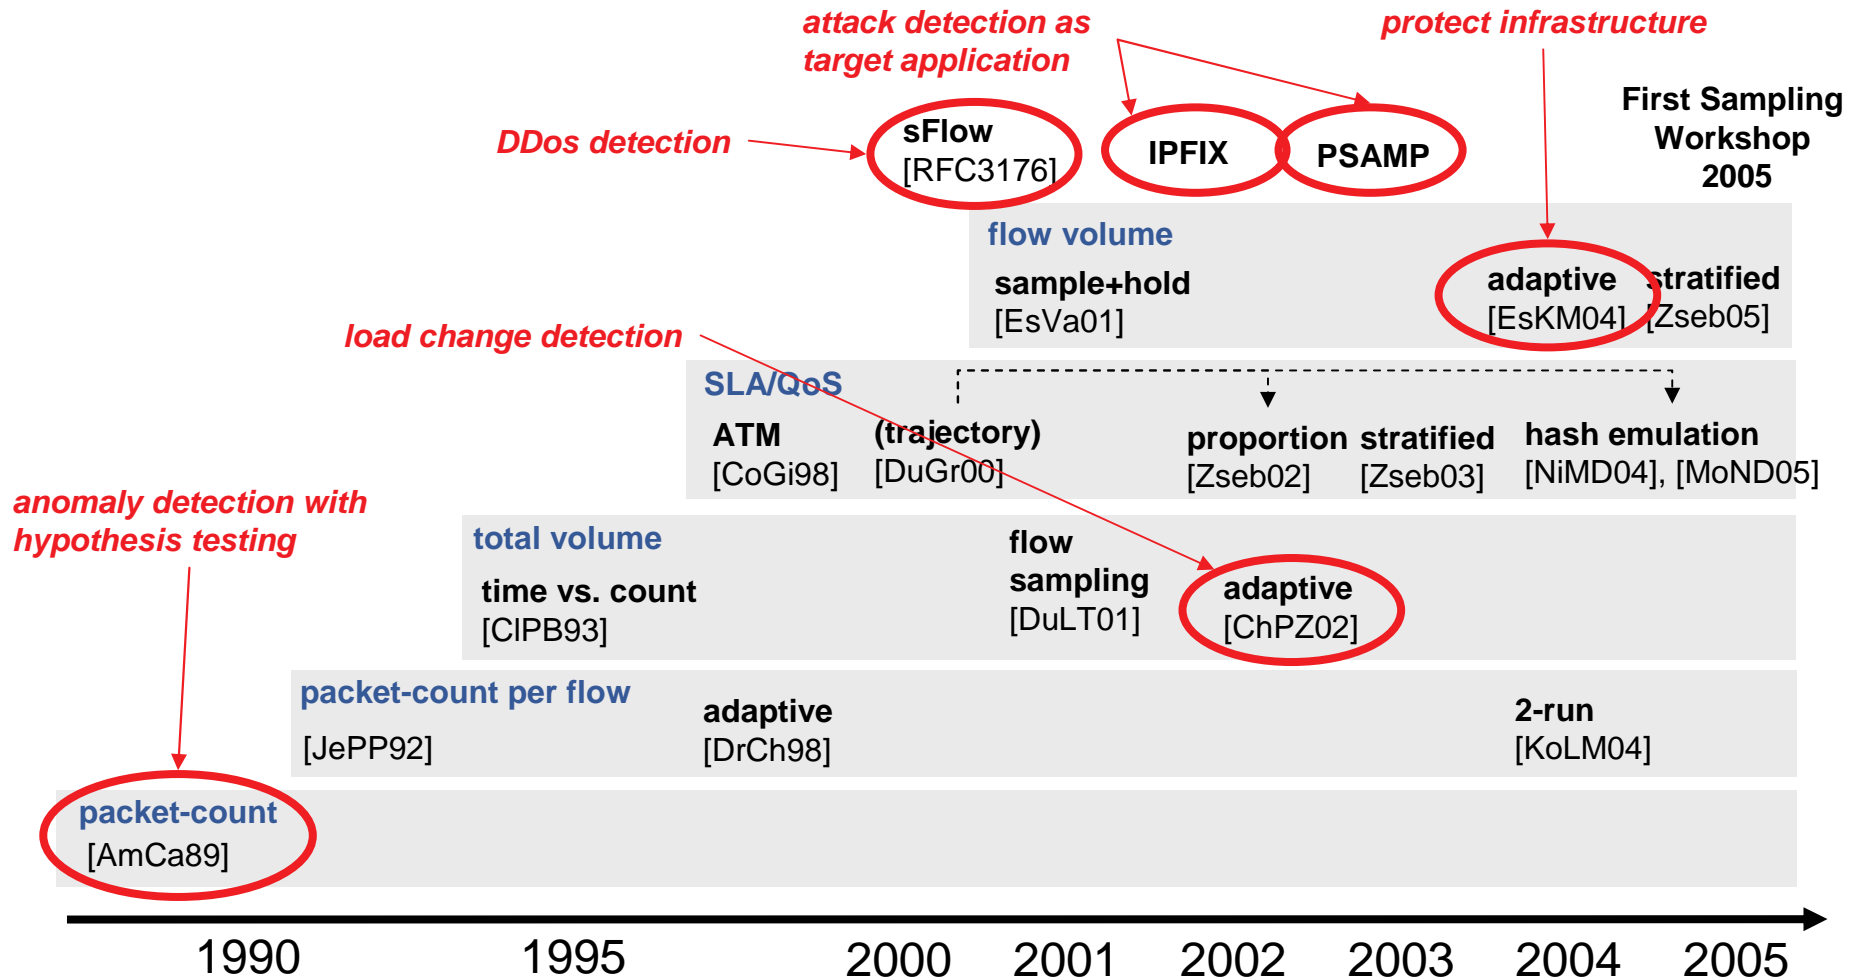 attack detection as
target application
protect infrastructure
First Sampling
Workshop
2005
DDos detection
sFlow
[RFC3176]
IPFIX
PSAMP
flow volume
sample+hold
[EsVa01]
adaptive
[EsKM04]
stratified
[Zseb05]
load change detection
SLA/QoS
ATM
[CoGi98]
(trajectory)
[DuGr00]
proportion
[Zseb02]
stratified
[Zseb03]
hash emulation
[NiMD04], [MoND05]
anomaly detection with
hypothesis testing
total volume
time vs. count
[ClPB93]
flow
sampling
[DuLT01]
adaptive
[ChPZ02]
packet-count per flow
[JePP92]
adaptive
[DrCh98]
2-run
[KoLM04]
packet-count
[AmCa89]
1990 1995 2000 2001 2002 2003 2004 2005